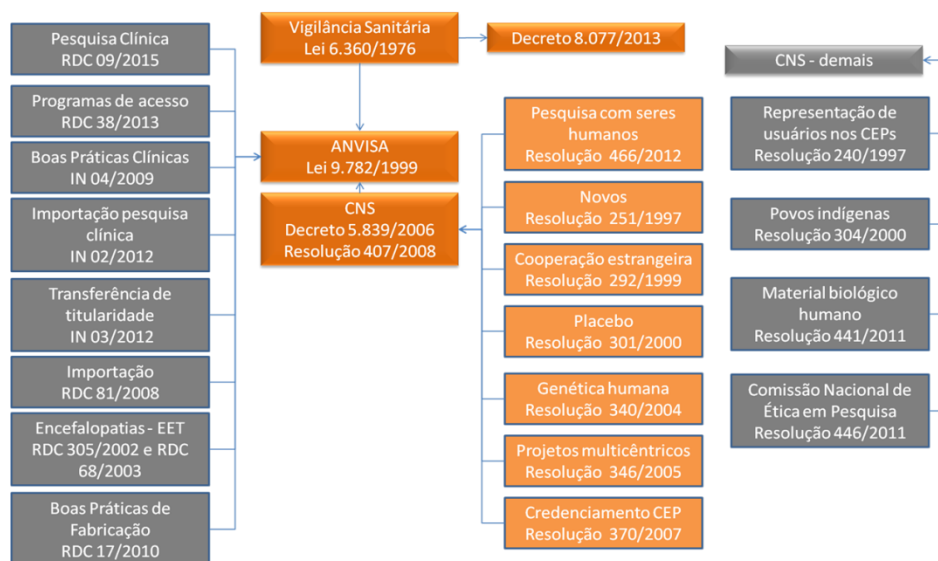 Pesquisa Clínica
RDC 09/2015
Programas de acesso
RDC 38/2013
Boas Práticas Clínicas
IN 04/2009
Importação pesquisa
clínica
IN 02/2012
Transferência de
titularidade
IN 03/2012
Importação
RDC 81/2008
Encefalopatias - EET
RDC 305/2002 e RDC
68/2003
Boas Práticas de
Fabricação
RDC 17/2010
Vigilância Sanitária
Lei 6.360/1976
Decreto 8.077/2013
ANVISA
Lei 9.782/1999
CNS
Decreto 5.839/2006
Resolução 407/2008
Pesquisa com seres
humanos
Resolução 466/2012
Novos
Resolução 251/1997
Cooperação estrangeira
Resolução 292/1999
Placebo
Resolução 301/2000
Genética humana
Resolução 340/2004
Projetos multicêntricos
Resolução 346/2005
Credenciamento CEP
Resolução 370/2007
CNS - demais
Representação de
usuários nos CEPs
Resolução 240/1997
Povos indígenas
Resolução 304/2000
Material biológico
humano
Resolução 441/2011
Comissão Nacional de
Ética em Pesquisa
Resolução 446/2011